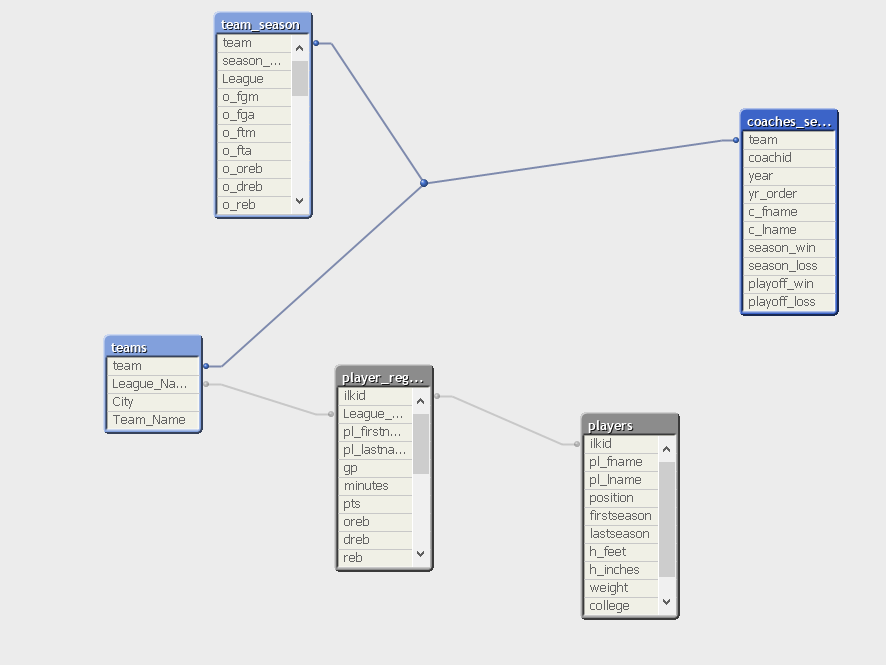 team_season
team
season_...
League
o_fgm
o_fga
o_ftm
o_fta
o_oreb
o_dreb
o_reb
coaches_se...
team
coachid
year
yr_order
c_fname
c_lname
season_win
season_loss
playoff_win
playoff_loss
teams
team
League_Na...
City
Team_Name
player_reg...
ilkid
League_...
pl_firstn...
pl_lastna...
gp
minutes
pts
oreb
dreb
reb
players
ilkid
pl_fname
pl_lname
position
firstseason
lastseason
h_feet
h_inches
weight
college